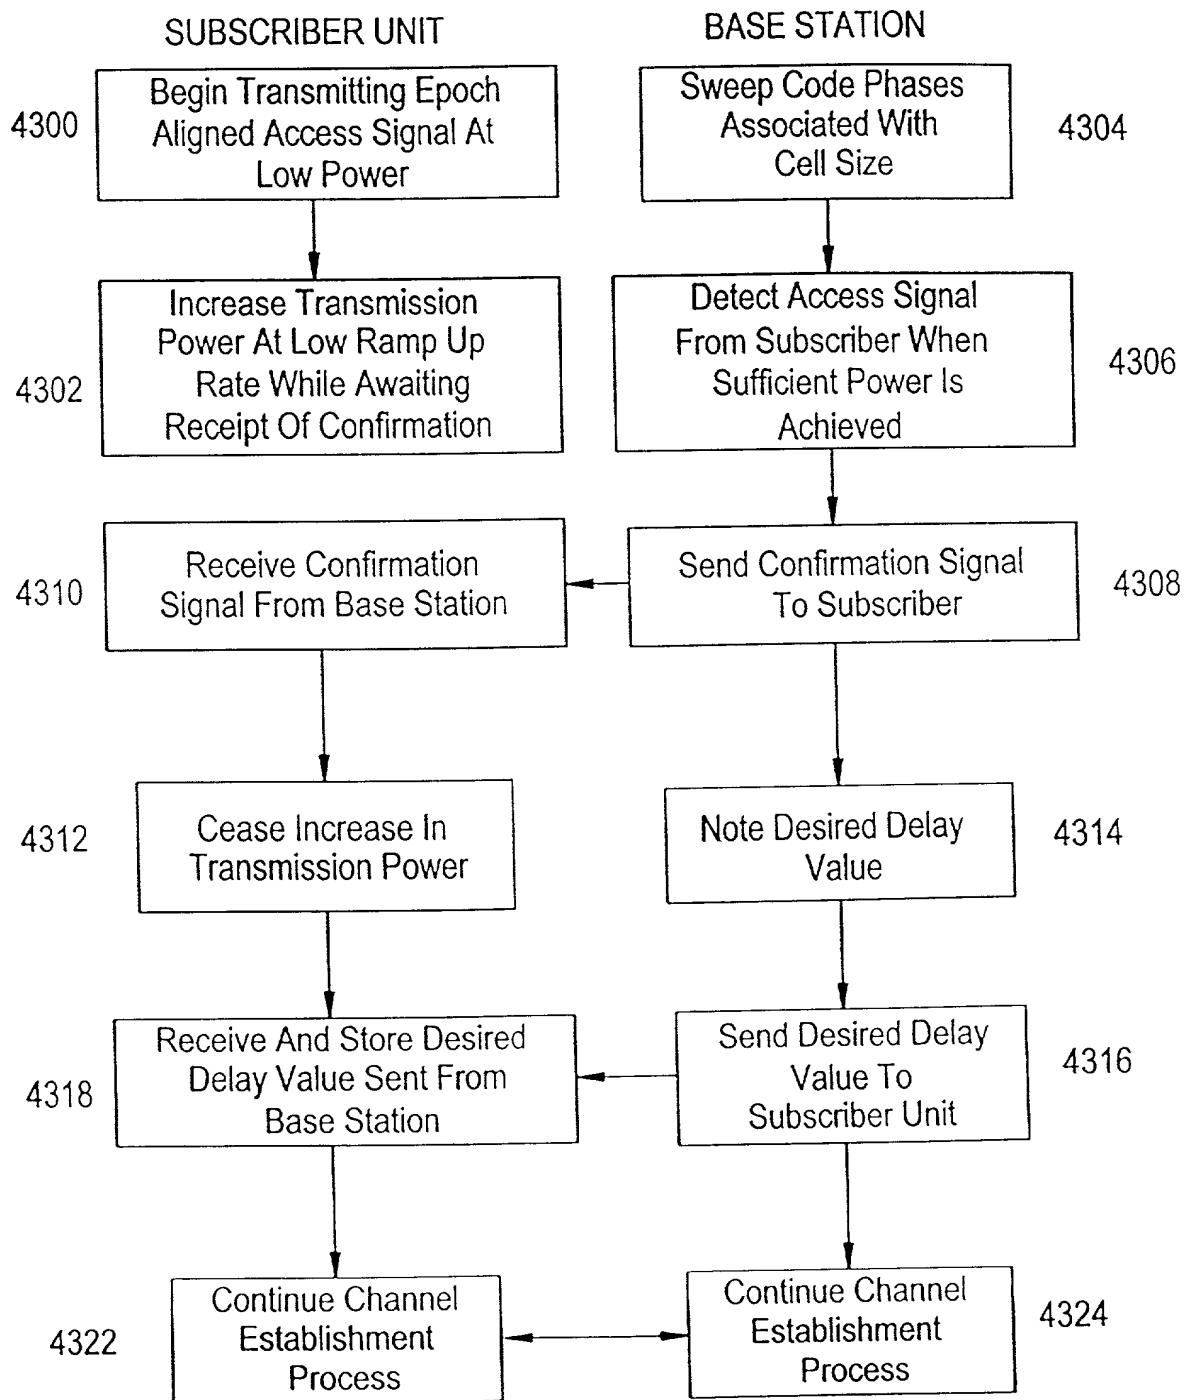 SUBSCRIBER UNIT
BASE STATION
4300
Begin Transmitting Epoch
Aligned Access Signal At
Low Power
Sweep Code Phases
Associated With
Cell Size
4304
4302
Increase Transmission
Power At Low Ramp Up
Rate While Awaiting
Receipt Of Confirmation
Detect Access Signal
From Subscriber When
Sufficient Power Is
Achieved
4306
4310
Receive Confirmation
Signal From Base Station
Send Confirmation Signal
To Subscriber
4308
4312
Cease Increase In
Transmission Power
Note Desired Delay
Value
4314
4318
Receive And Store Desired
Delay Value Sent From
Base Station
Send Desired Delay
Value To
Subscriber Unit
4316
4322
Continue Channel
Establishment
Process
Continue Channel
Establishment
Process
4324